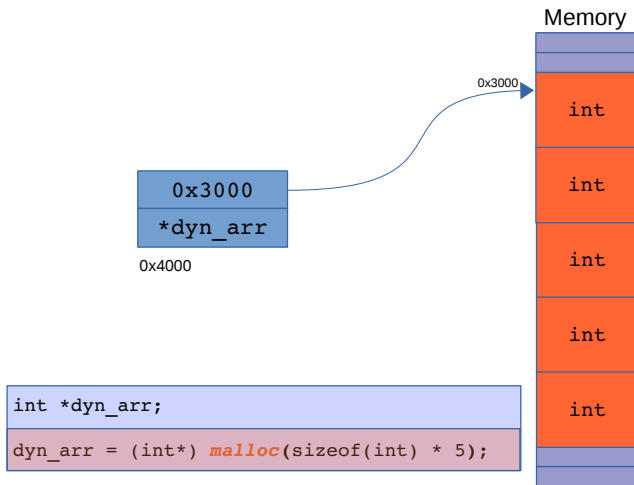 Memory
0x3000
int
int
0x3000
*dyn_arr
0x4000
int
int
int
int *dyn_arr;
dyn_arr = (int*) malloc(sizeof(int) * 5);